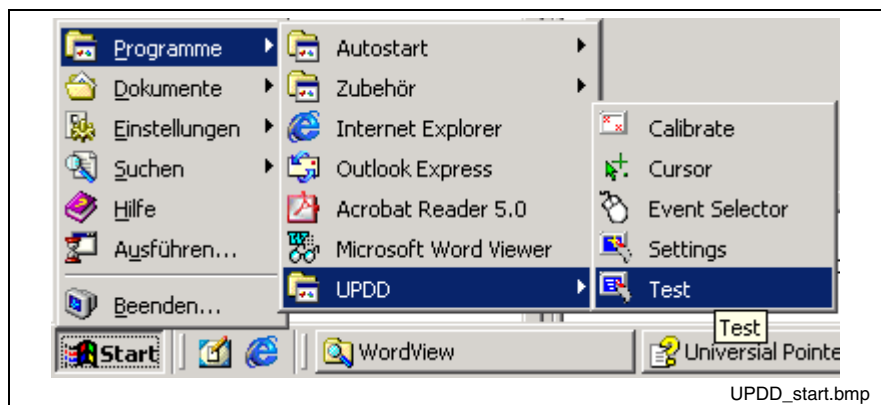 Programme
Dokumente
Einstellungen
Suchen
Hilfe
Ausführen...
Beenden...
Autostart
Zubehör
Internet Explorer
Outlook Express
Acrobat Reader 5.0
Microsoft Word Viewer
UPDD
Calibrate
Cursor
Event Selector
Settings
Test
Test
Start
WordView
Universial Pointe
UPDD_start.bmp